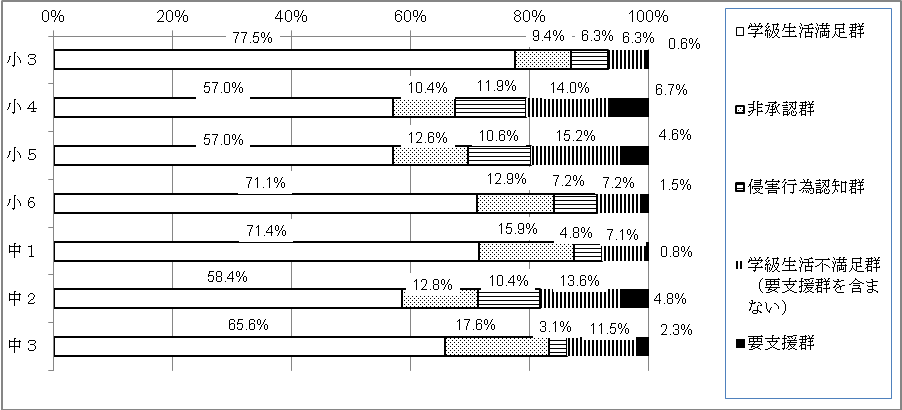 0% 20% 40% 60% 80% 100%
77.5% 9.4% 6.3% 6.3% 0.6%
小3
57.0% 10.4% 11.9% 14.0% 6.7%
小4
57.0% 12.6% 10.6% 15.2% 4.6%
小5
71.1% 12.9% 7.2% 7.2% 1.5%
小6
71.4% 15.9% 4.8% 7.1% 0.8%
中1
58.4% 12.8% 10.4% 13.6% 4.8%
中2
65.6% 17.6% 3.1% 11.5% 2.3%
中3
学級生活満足群
非承認群
侵害行為認知群
学級生活不満足群
（要支援群を含ま
ない）
要支援群